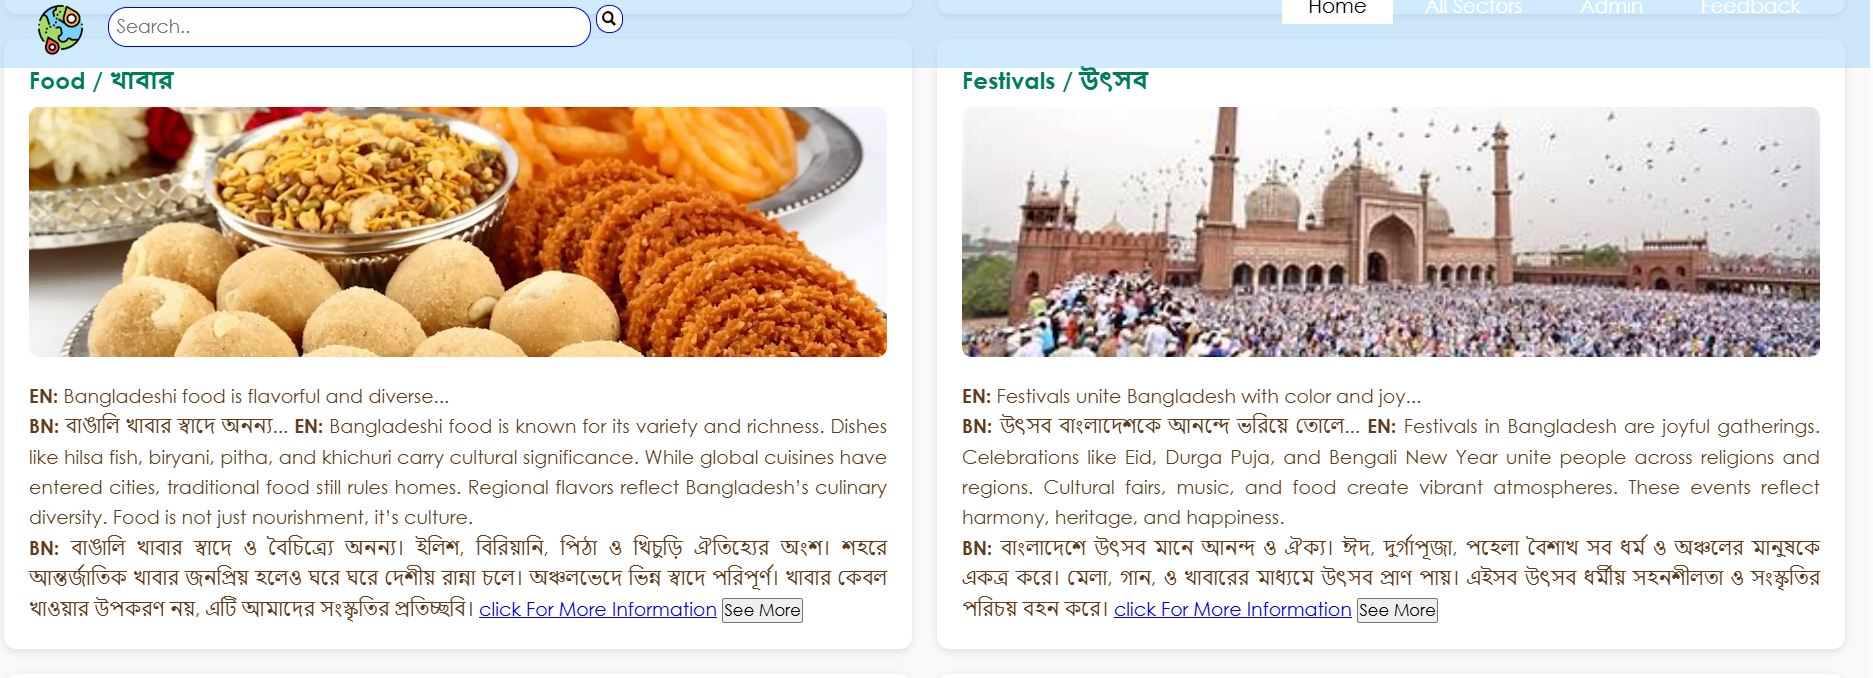 Search..
Home All Sectors Admin Feedback
Food / খাবার
EN: Bangladeshi food is flavorful and diverse...
BN: বাঙালি খাবার স্বাদে অনন্য... EN: Bangladeshi food is known for its variety and richness. Dishes
like hilsa fish, biryani, pitha, and khichuri carry cultural significance. While global cuisines have
entered cities, traditional food still rules homes. Regional flavors reflect Bangladesh’s culinary
diversity. Food is not just nourishment, it’s culture.
BN: বাঙালি খাবার স্বাদে ও বৈচিত্র্যে অনন্য। ইলিশ, বিরিয়ানি, পিঠা ও খিচুড়ি ঐতিহ্যের অংশ। শহরে
আন্তর্জাতিক খাবার জনপ্রিয় হলেও ঘরে ঘরে দেশীয় রান্না চলে। অঞ্চলভেদে ভিন্ন স্বাদে পরিপূর্ণ। খাবার কেবল
খাওয়ার উপকরণ নয়, এটি আমাদের সংস্কৃতির প্রতিচ্ছবি। click For More Information See More
Festivals / উৎসব
EN: Festivals unite Bangladesh with color and joy...
BN: উৎসব বাংলাদেশকে আনন্দে ভরিয়ে তোলে... EN: Festivals in Bangladesh are joyful gatherings.
Celebrations like Eid, Durga Puja, and Bengali New Year unite people across religions and
regions. Cultural fairs, music, and food create vibrant atmospheres. These events reflect
harmony, heritage, and happiness.
BN: বাংলাদেশে উৎসব মানে আনন্দ ও ঐক্য। ঈদ, দুর্গাপূজা, পহেলা বৈশাখ সব ধর্ম ও অঞ্চলের মানুষকে
একত্র করে। মেলা, গান, ও খাবারের মাধ্যমে উৎসব প্রাণ পায়। এইসব উৎসব ধর্মীয় সহনশীলতা ও সংস্কৃতির
পরিচয় বহন করে। click For More Information See More